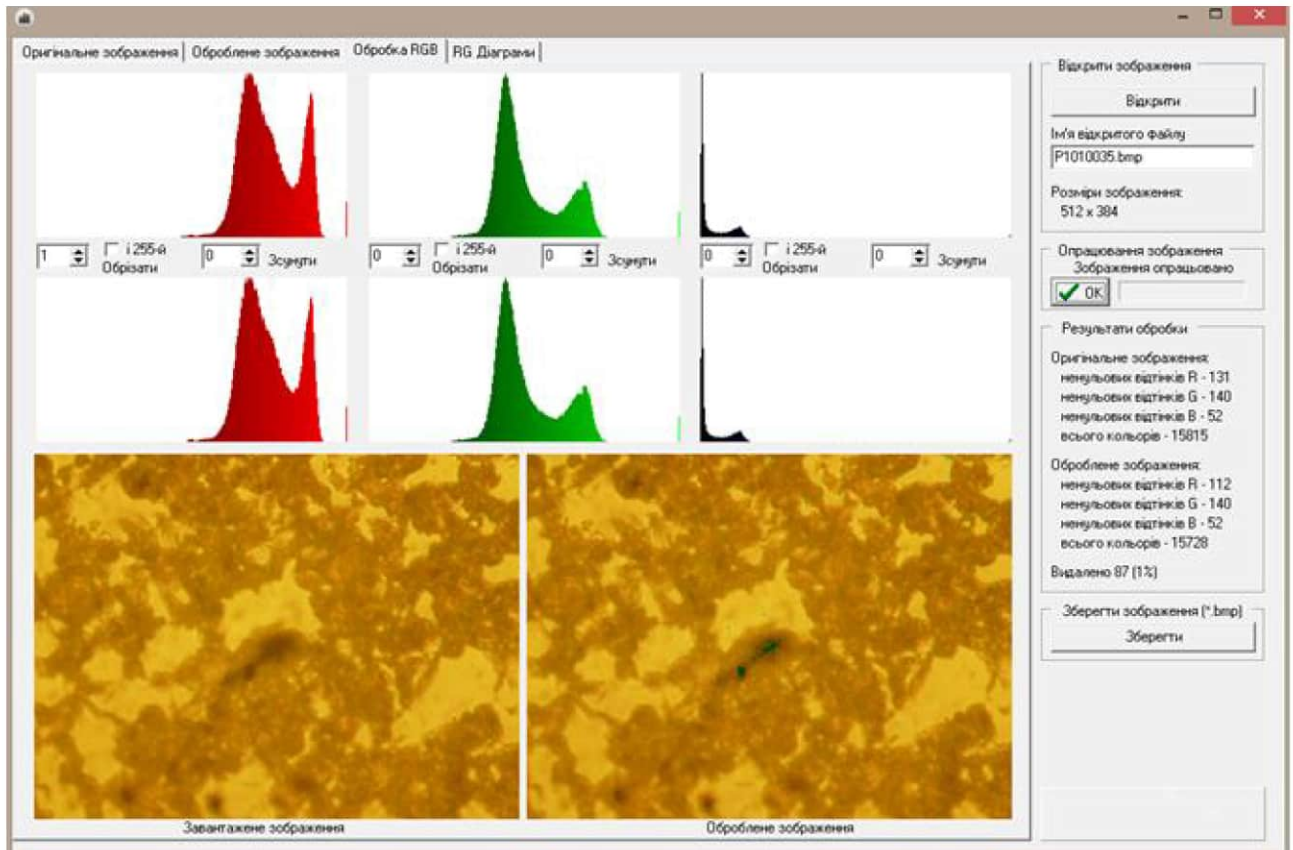 Оригінальне зображення Оброблене зображення Обробка RGB RG Діаграми
1 і 255-й Обрізати 0 Зсунути 0 і 255-й Обрізати 0 Зсунути 0 і 255-й Обрізати 0 Зсунути
Завантажене зображення Оброблене зображення
Відкрити зображення
Відкрити
Ім'я відкритого файлу
P1010035.bmp
Розміри зображення:
512 x 384
Опрацювання зображення
Зображення опрацьовано
OK
Результати обробки
Оригінальне зображення:
ненульових відтінків R - 131
ненульових відтінків G - 140
ненульових відтінків B - 52
всього кольорів - 15815
Оброблене зображення:
ненульових відтінків R - 112
ненульових відтінків G - 140
ненульових відтінків B - 52
всього кольорів - 15728
Видалено 87 (1%)
Зберегти зображення (*.bmp)
Зберегти